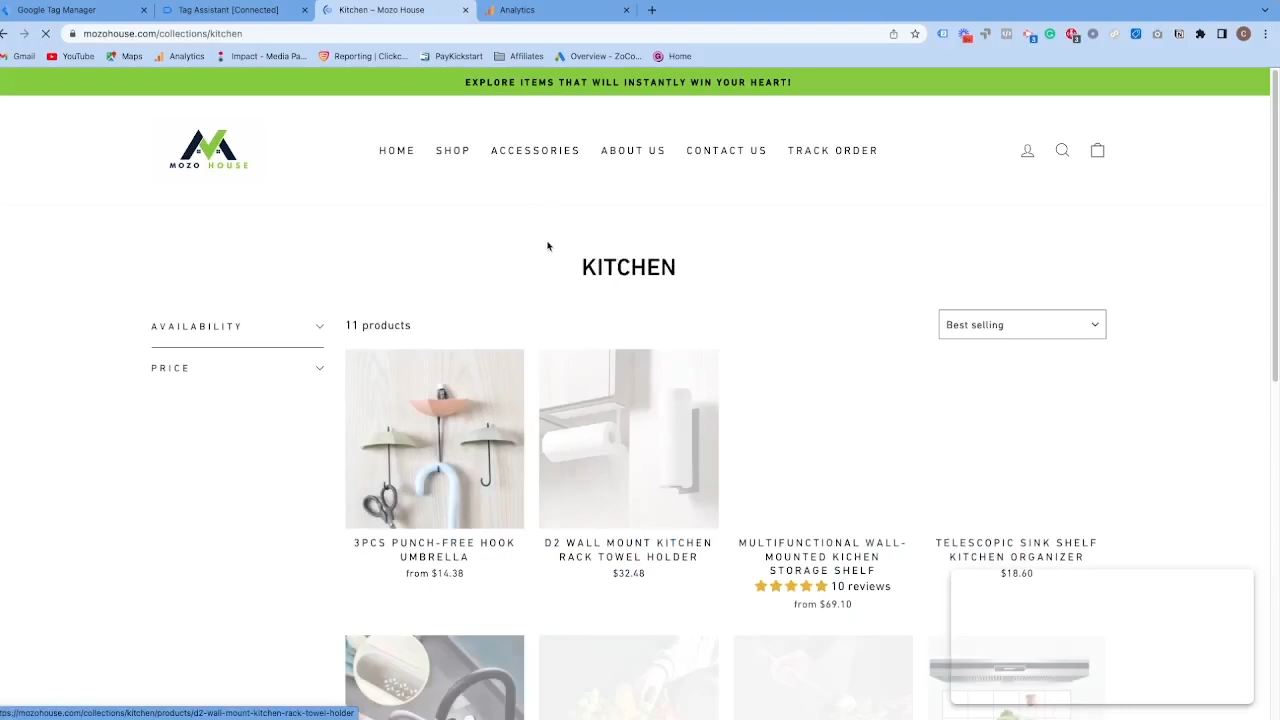 Google Tag Manager
Tag Assistant [Connected]
Kitchen – Mozo House
Analytics
mozohouse.com/collections/kitchen
Gmail
YouTube
Maps
Analytics
Impact - Media Pa...
Reporting | Clickc...
PayKickstart
Affiliates
Overview - ZoCo...
Home
EXPLORE ITEMS THAT WILL INSTANTLY WIN YOUR HEART!
MOZO HOUSE
HOME
SHOP
ACCESSORIES
ABOUT US
CONTACT US
TRACK ORDER
KITCHEN
AVAILABILITY
PRICE
11 products
Best selling
3PCS PUNCH-FREE HOOK
UMBRELLA
from $14.38
D2 WALL MOUNT KITCHEN
RACK TOWEL HOLDER
$32.48
MULTIFUNCTIONAL WALL-
MOUNTED KICHEN
STORAGE SHELF
10 reviews
from $69.10
TELESCOPIC SINK SHELF
KITCHEN ORGANIZER
$18.60
tps://mozohouse.com/collections/kitchen/products/d2-wall-mount-kitchen-rack-towel-holder